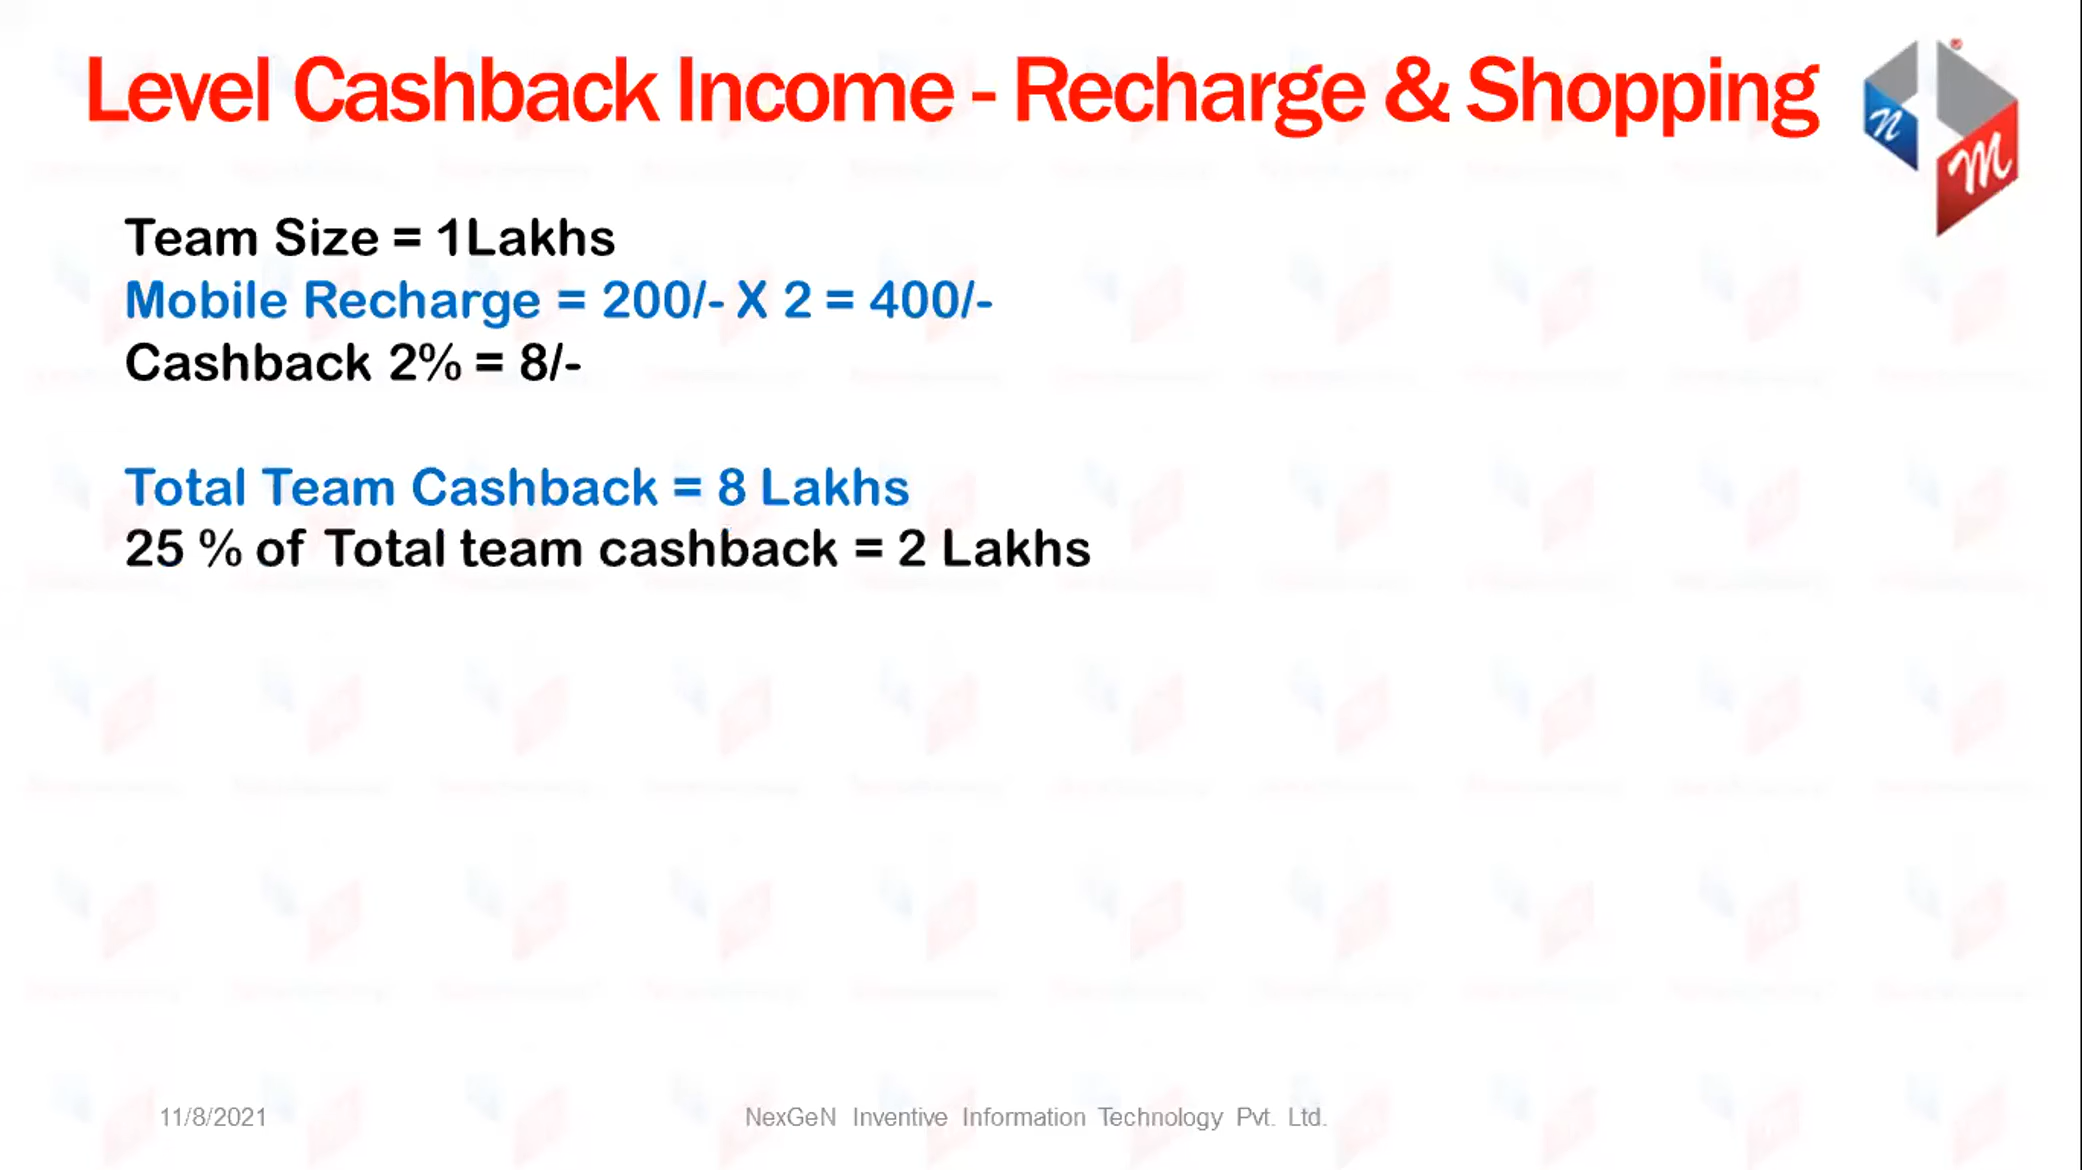 Level Cashback Income - Recharge & Shopping
n
m
®
Team Size = 1Lakhs
Mobile Recharge = 200/- X 2 = 400/-
Cashback 2% = 8/-
Total Team Cashback = 8 Lakhs
25 % of Total team cashback = 2 Lakhs
11/8/2021
NexGeN Inventive Information Technology Pvt. Ltd.